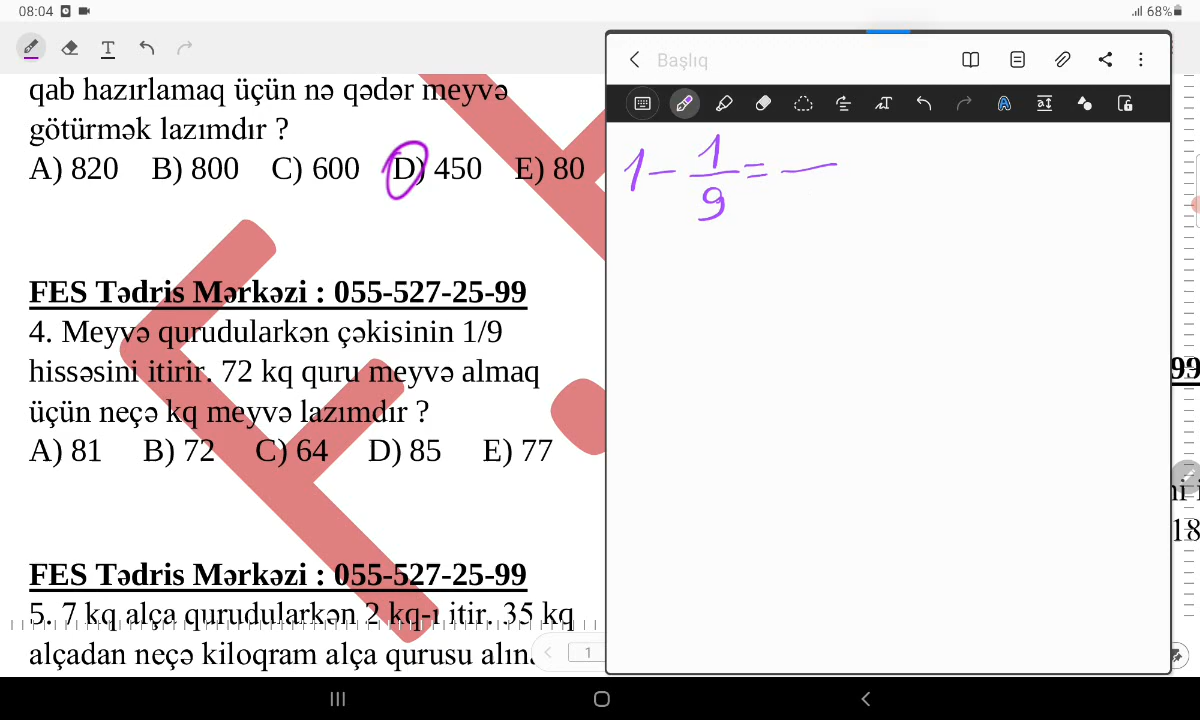 08:04
68%
qab hazırlamaq üçün nə qədər meyvə
götürmək lazımdır ?
A) 820 B) 800 C) 600 D) 450 E) 80
FES Tədris Mərkəzi : 055-527-25-99
4. Meyvə qurudularkən çəkisinin 1/9
hissəsini itirir. 72 kq quru meyvə almaq
üçün neçə kq meyvə lazımdır ?
A) 81 B) 72 C) 64 D) 85 E) 77
FES Tədris Mərkəzi : 055-527-25-99
5. 7 kq alça qurudularkən 2 kq-ı itir. 35 kq
alçadan neçə kiloqram alça qurusu alın
1
Başlıq
1 - 1/9 = —
99
18